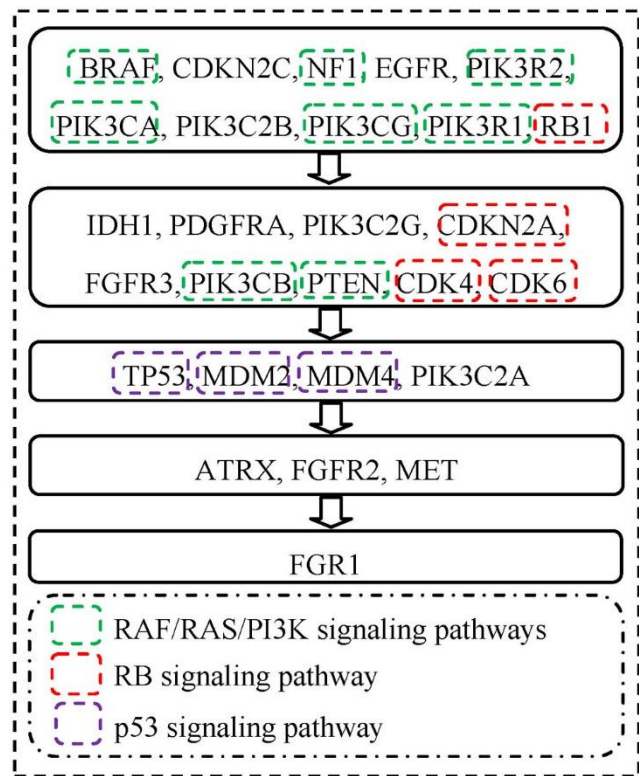 BRAF, CDKN2C, NF1, EGFR, PIK3R2,
PIK3CA, PIK3C2B, PIK3CG, PIK3R1, RB1
IDH1, PDGFRA, PIK3C2G, CDKN2A,
FGFR3, PIK3CB, PTEN, CDK4, CDK6
TP53, MDM2, MDM4, PIK3C2A
ATRX, FGFR2, MET
FGR1
RAF/RAS/PI3K signaling pathways
RB signaling pathway
p53 signaling pathway